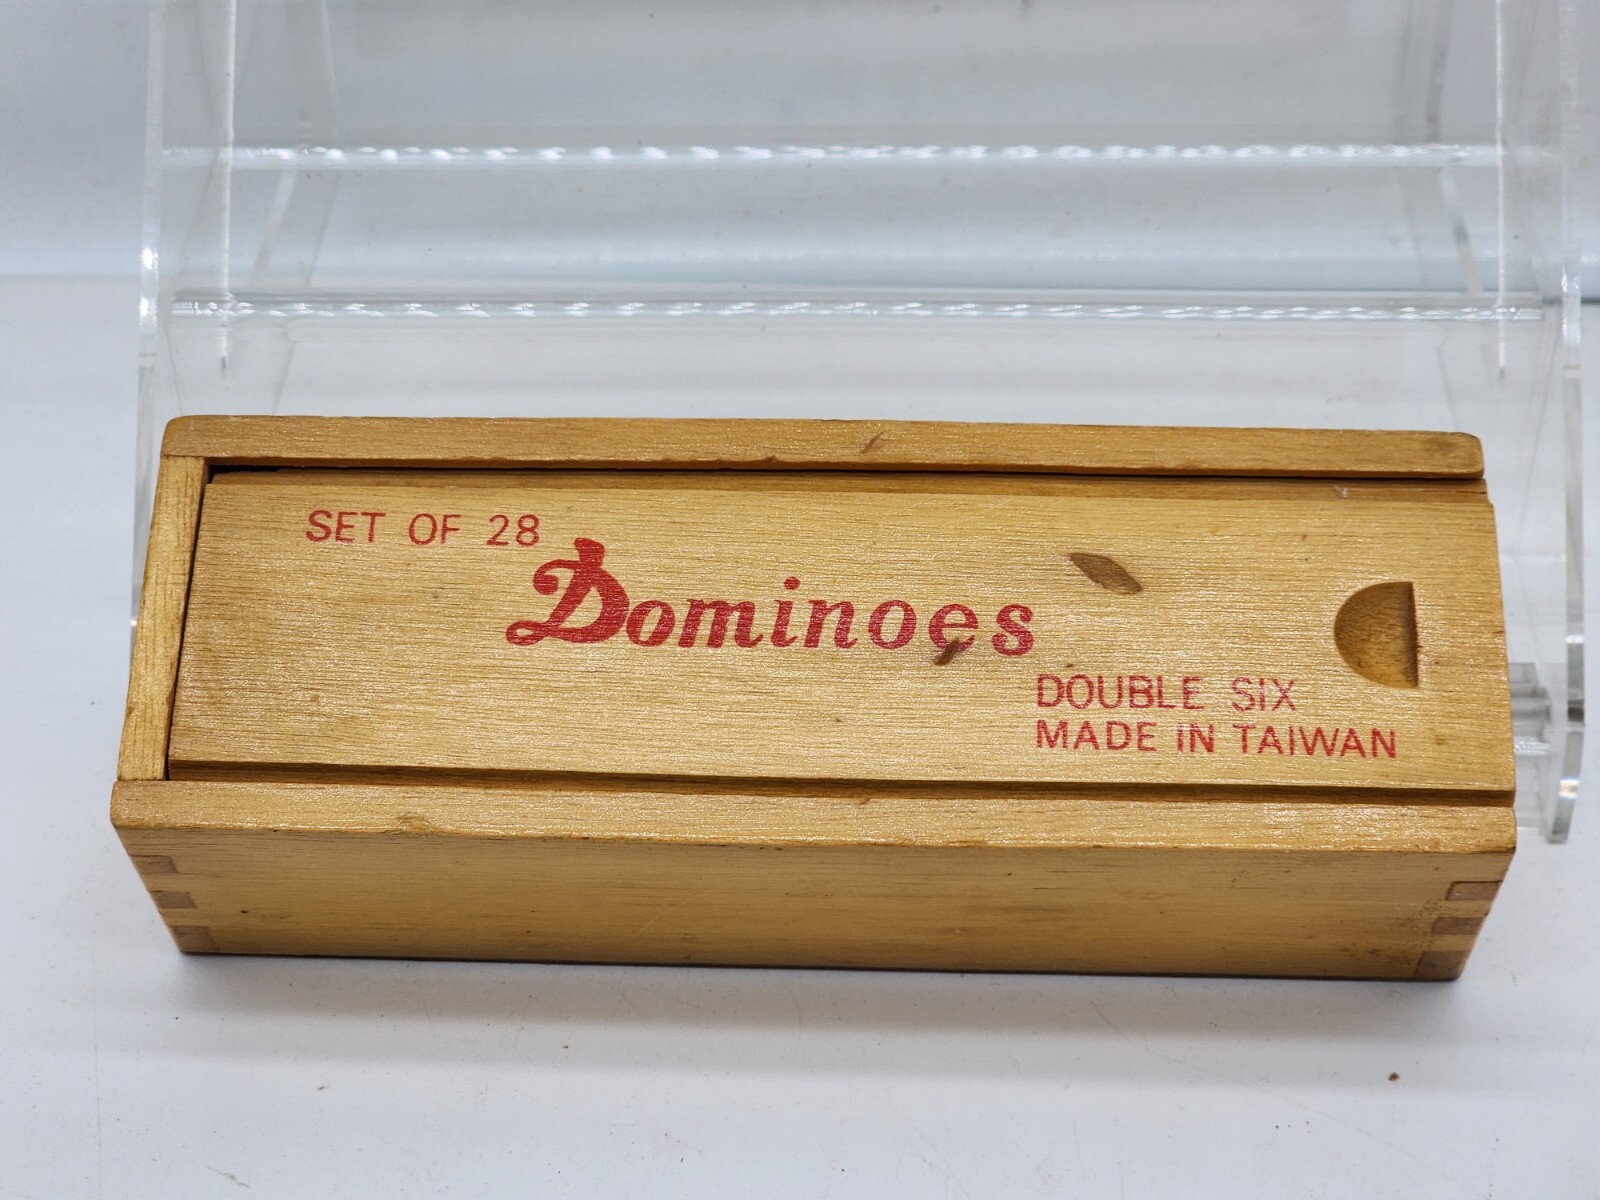 SET OF 28
Dominoes
DOUBLE SIX
MADE IN TAIWAN